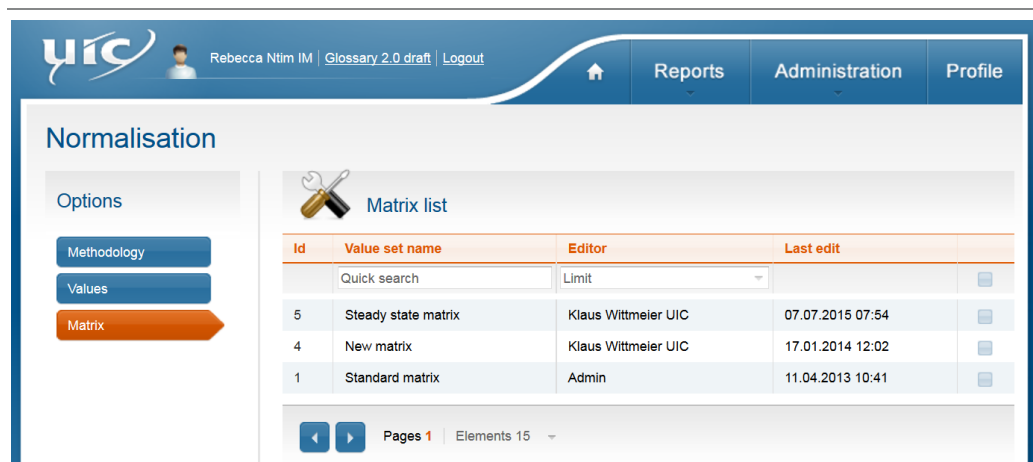 uic
Rebecca Ntim IM | Glossary 2.0 draft | Logout
Reports Administration Profile
Normalisation
Options
Methodology
Values
Matrix
Matrix list
Id Value set name Editor Last edit
Quick search Limit
5 Steady state matrix Klaus Wittmeier UIC 07.07.2015 07:54
4 New matrix Klaus Wittmeier UIC 17.01.2014 12:02
1 Standard matrix Admin 11.04.2013 10:41
Pages 1 | Elements 15